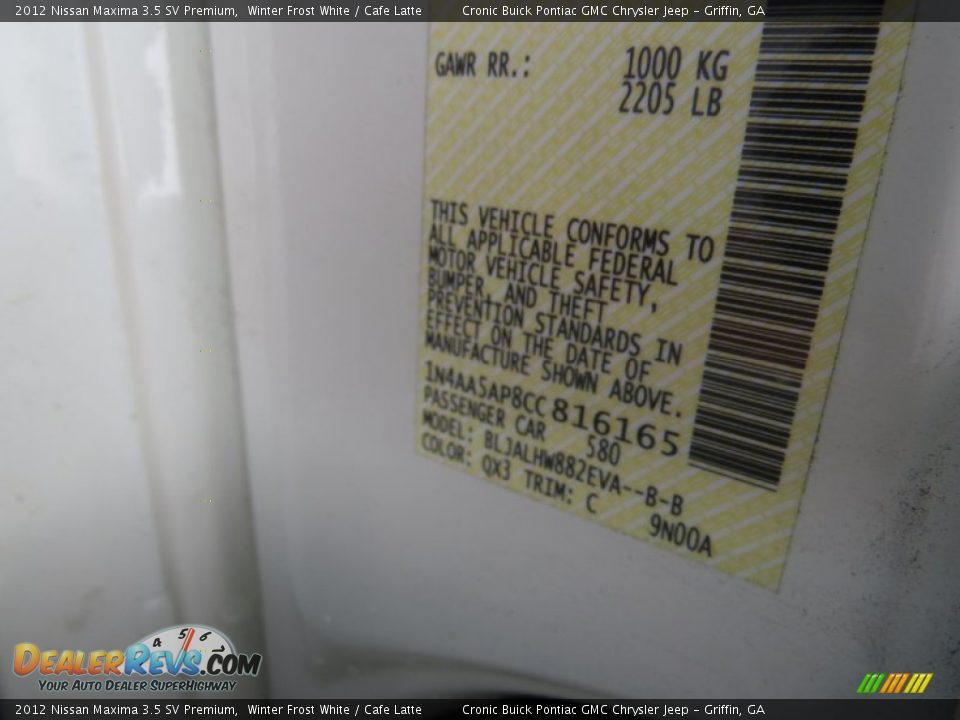 2012 Nissan Maxima 3.5 SV Premium,  Winter Frost White / Cafe Latte  Cronic Buick Pontiac GMC Chrysler Jeep – Griffin, GA
GAWR RR.: 1000 KG
2205 LB
THIS VEHICLE CONFORMS TO
ALL APPLICABLE FEDERAL
MOTOR VEHICLE SAFETY,
BUMPER, AND THEFT
PREVENTION STANDARDS IN
EFFECT ON THE DATE OF
MANUFACTURE SHOWN ABOVE.
1N4AA5AP8CC816165
PASSENGER CAR 580
MODEL: BLJALHW882EVA--B-B
COLOR: QX3 TRIM: C
9N00A
4 5 6 7
DEALERREVS.COM
YOUR AUTO DEALER SUPERHIGHWAY
2012 Nissan Maxima 3.5 SV Premium,  Winter Frost White / Cafe Latte  Cronic Buick Pontiac GMC Chrysler Jeep – Griffin, GA